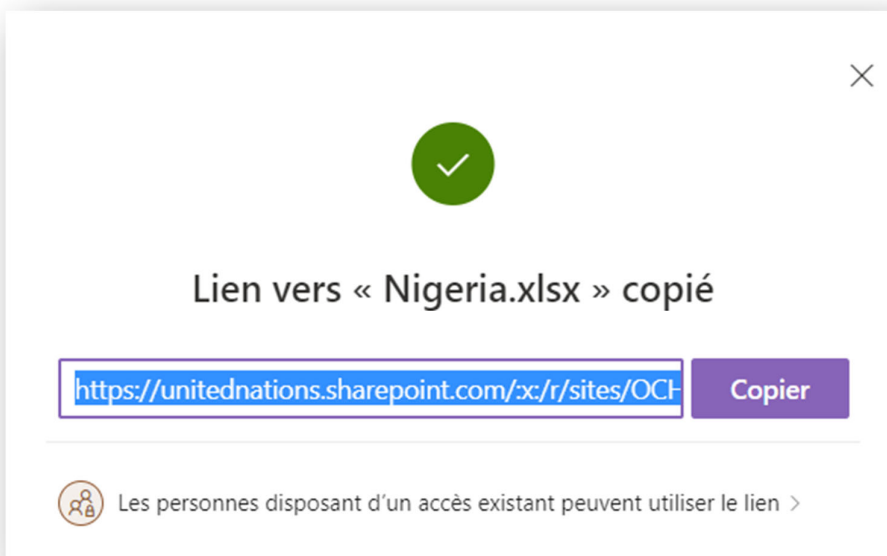 Lien vers « Nigeria.xlsx » copié
https://unitednations.sharepoint.com/:x:/r/sites/OCH
Copier
Les personnes disposant d’un accès existant peuvent utiliser le lien >